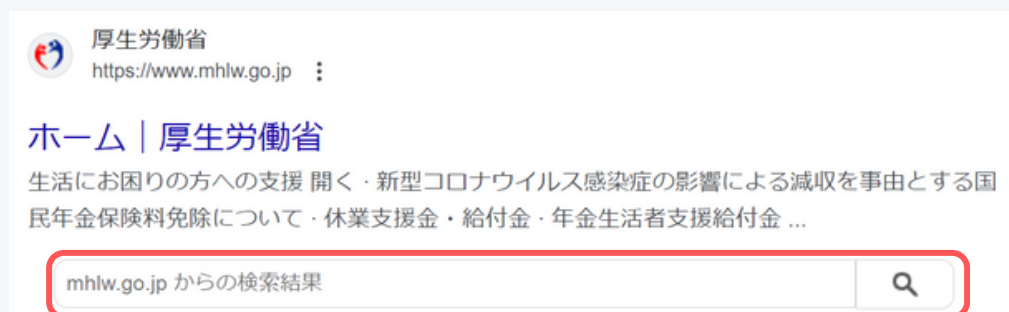 厚生労働省
https://www.mhlw.go.jp
ホーム｜厚生労働省
生活にお困りの方への支援 開く · 新型コロナウイルス感染症の影響による減収を事由とする国
民年金保険料免除について · 休業支援金・給付金 · 年金生活者支援給付金 ...
mhlw.go.jp からの検索結果